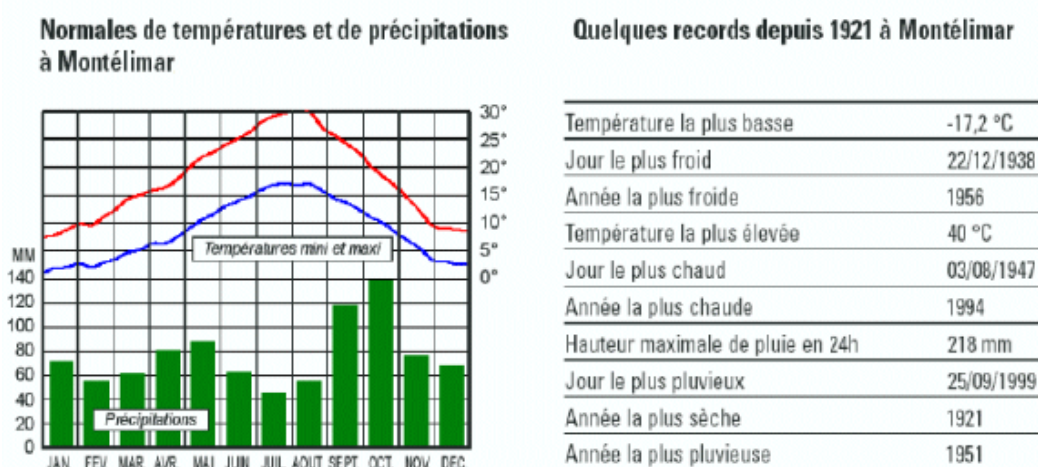 Normales de températures et de précipitations
à Montélimar
30°
25°
20°
15°
10°
5°
0°
Températures mini et maxi
MM
140
120
100
80
60
40
20
0
Précipitations
JAN FEV MAR AVR MAI JUIN JUIL AOUT SEPT OCT NOV DEC
Quelques records depuis 1921 à Montélimar
Température la plus basse -17,2 °C
Jour le plus froid 22/12/1938
Année la plus froide 1956
Température la plus élevée 40 °C
Jour le plus chaud 03/08/1947
Année la plus chaude 1994
Hauteur maximale de pluie en 24h 218 mm
Jour le plus pluvieux 25/09/1999
Année la plus sèche 1921
Année la plus pluvieuse 1951